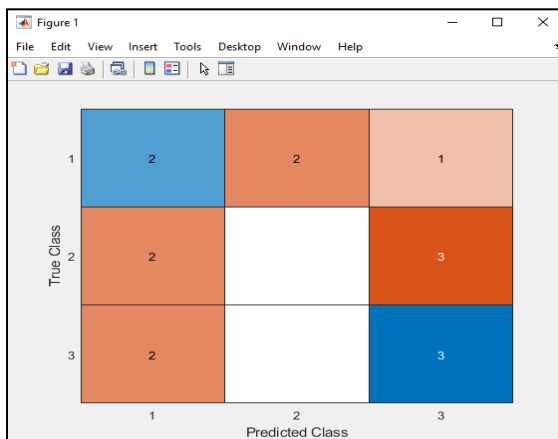 Figure 1
File Edit View Insert Tools Desktop Window Help
1 2 2 1
True Class
2 2 3
3 2 3
1 2 3
Predicted Class